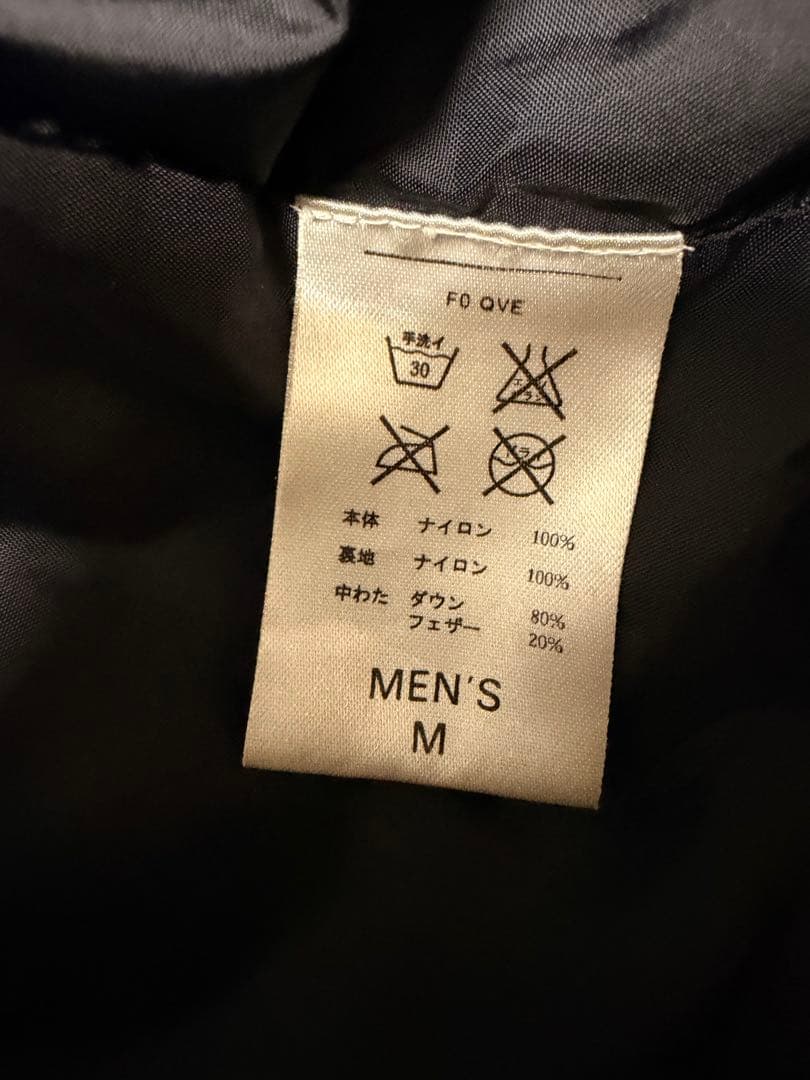 F0 QVE
手洗イ
30
本体 ナイロン 100%
裏地 ナイロン 100%
中わた ダウン 80%
フェザー 20%
MEN'S
M